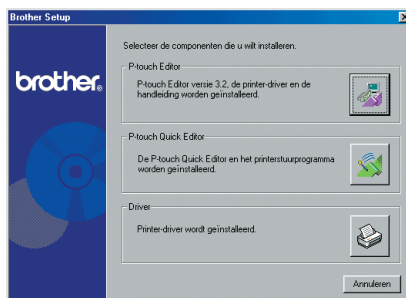 Brother Setup
Selecteer de componenten die u wilt installeren.
brother.
P-touch Editor
P-touch Editor versie 3.2, de printer-driver en de
handleiding worden geïnstalleerd.
P-touch Quick Editor
De P-touch Quick Editor en het printerstuurprogramma
worden geïnstalleerd.
Driver
Printer-driver wordt geïnstalleerd.
Annuleren